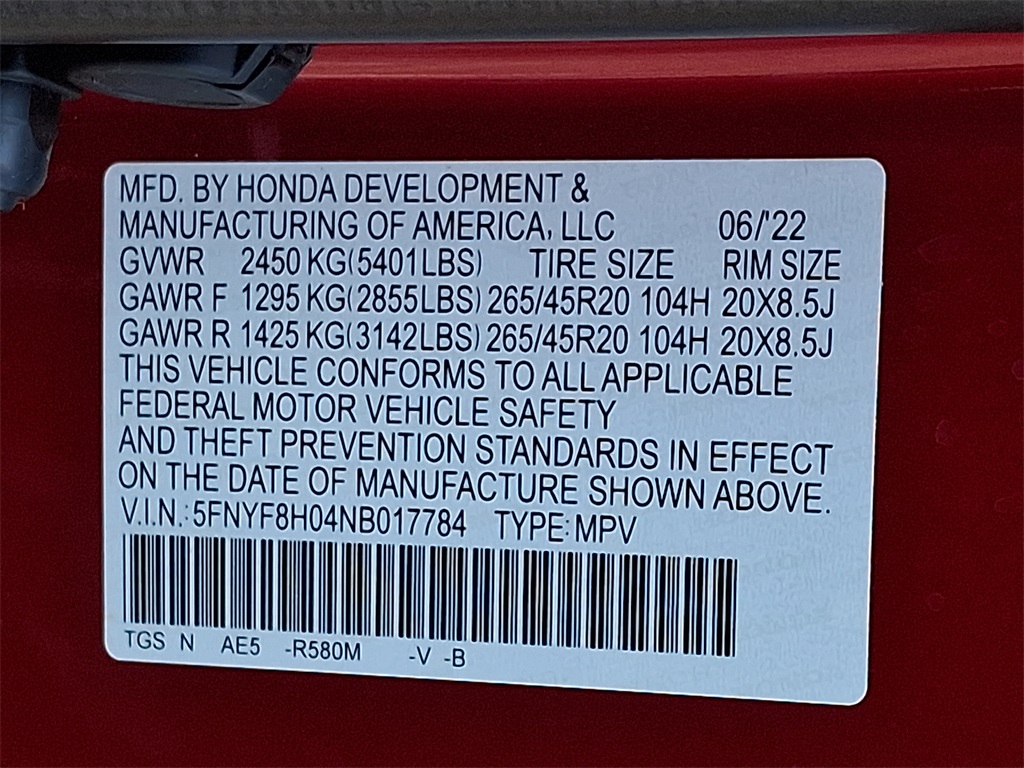 MFD. BY HONDA DEVELOPMENT &
MANUFACTURING OF AMERICA, LLC 06/'22
GVWR 2450 KG(5401LBS) TIRE SIZE RIM SIZE
GAWR F 1295 KG(2855LBS) 265/45R20 104H 20X8.5J
GAWR R 1425 KG(3142LBS) 265/45R20 104H 20X8.5J
THIS VEHICLE CONFORMS TO ALL APPLICABLE
FEDERAL MOTOR VEHICLE SAFETY
AND THEFT PREVENTION STANDARDS IN EFFECT
ON THE DATE OF MANUFACTURE SHOWN ABOVE.
V.I.N.:5FNYF8H04NB017784 TYPE:MPV
TGS N AE5 -R580M -V -B